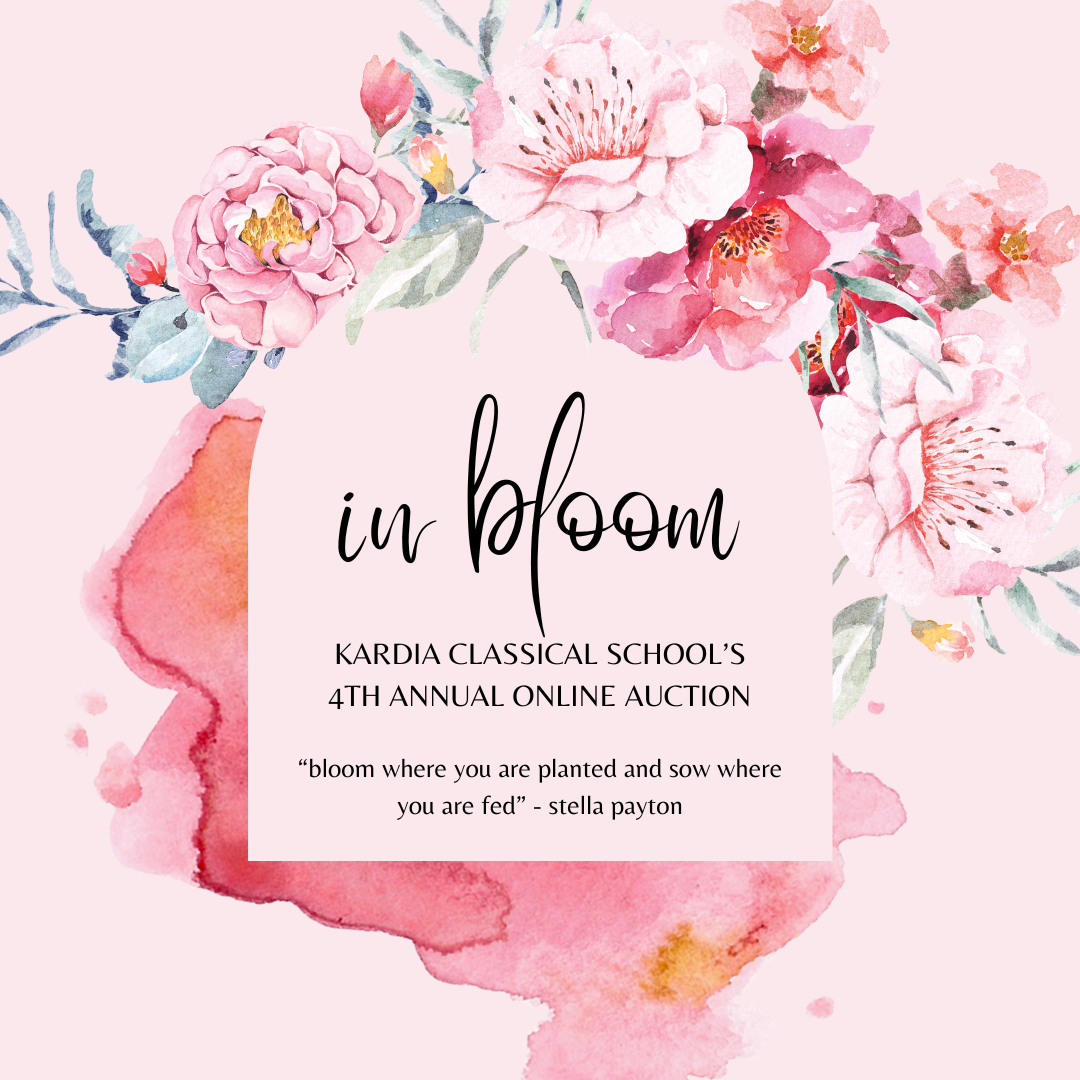 in bloom
KARDIA CLASSICAL SCHOOL’S
4TH ANNUAL ONLINE AUCTION
“bloom where you are planted and sow where
you are fed” - stella payton